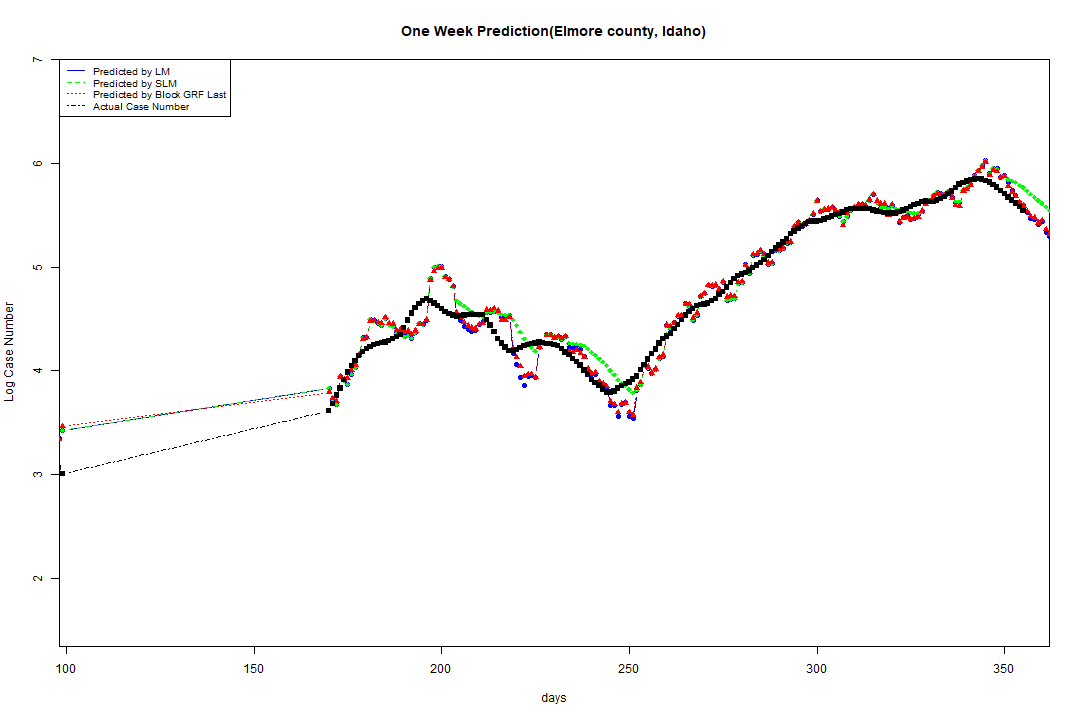 One Week Prediction(Elmore county, Idaho)
Predicted by LM
Predicted by SLM
Predicted by Block GRF Last
Actual Case Number
7
6
5
4
3
2
Log Case Number
100 150 200 250 300 350
days